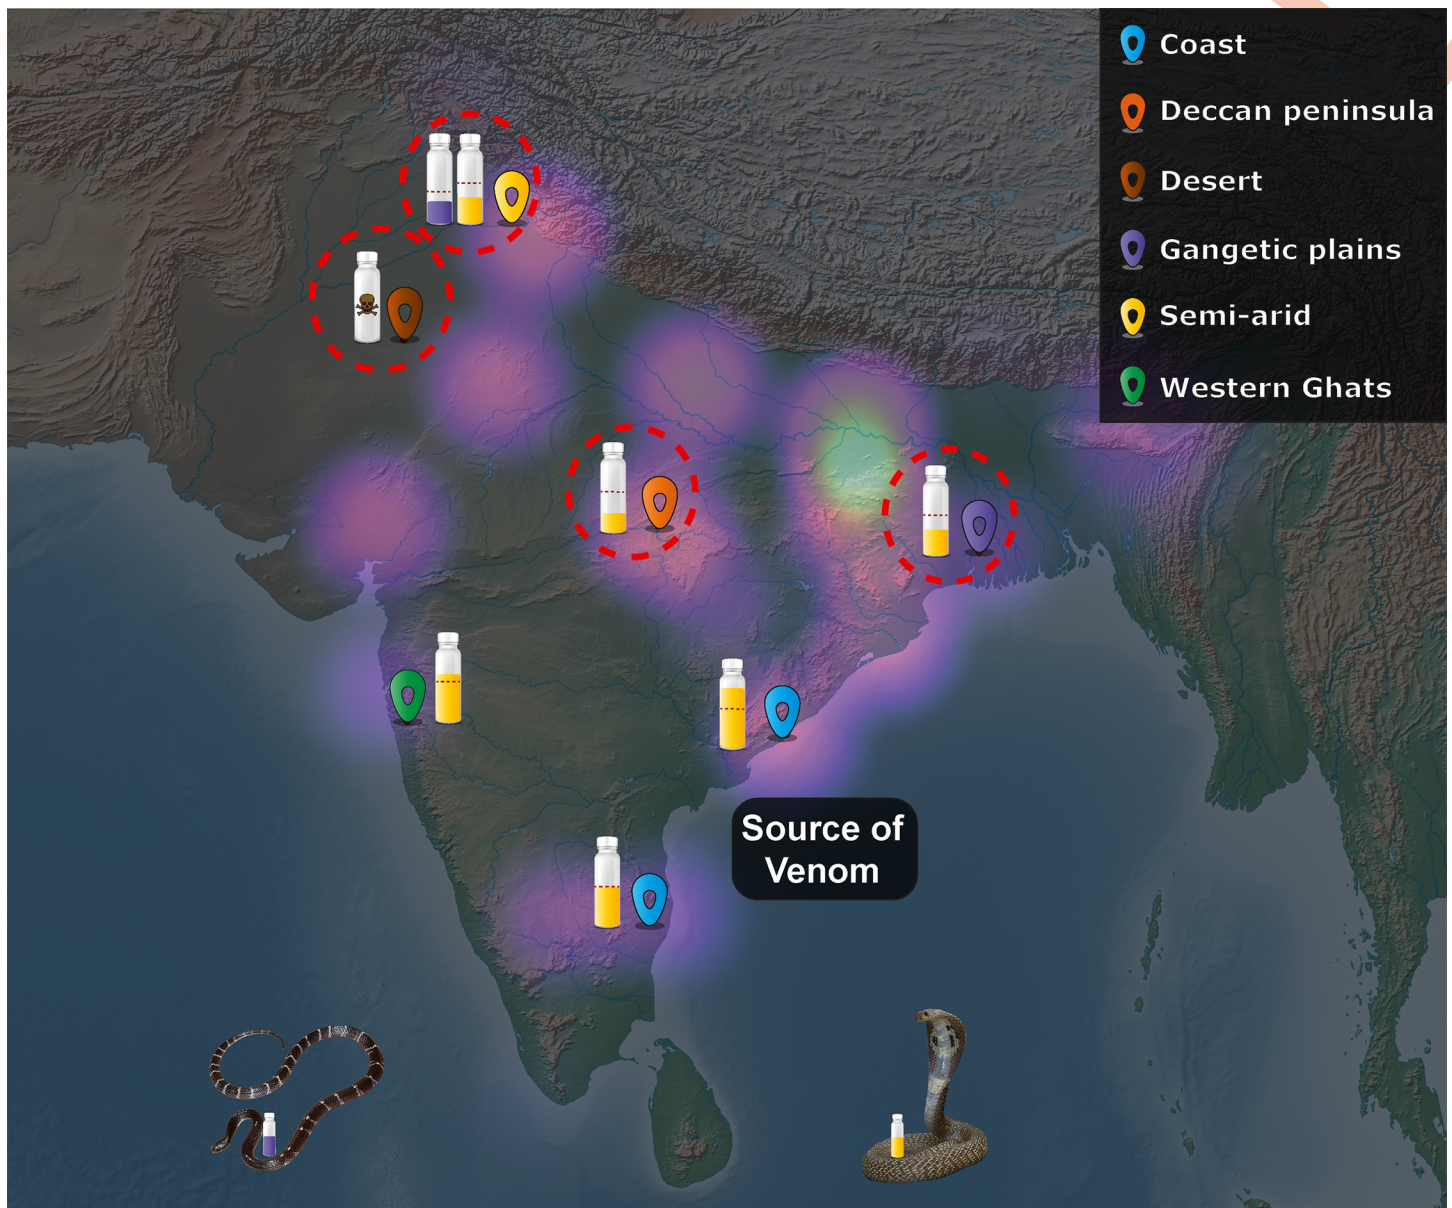 Coast
Deccan peninsula
Desert
Gangetic plains
Semi-arid
Western Ghats
Source of
Venom